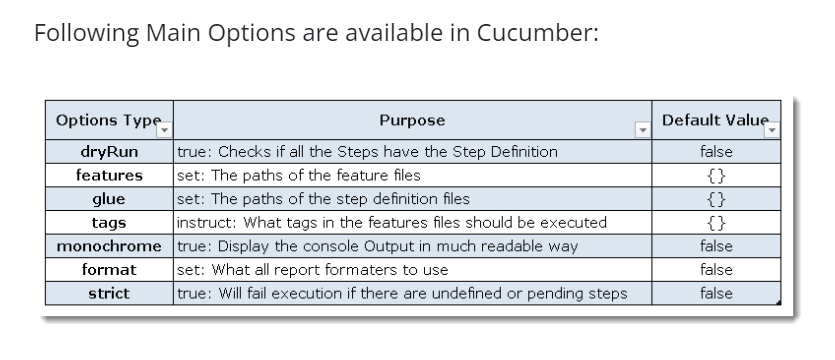 Following Main Options are available in Cucumber:
Options Type Purpose Default Value
dryRun true: Checks if all the Steps have the Step Definition false
features set: The paths of the feature files {}
glue set: The paths of the step definition files {}
tags instruct: What tags in the features files should be executed {}
monochrome true: Display the console Output in much readable way false
format set: What all report formaters to use false
strict true: Will fail execution if there are undefined or pending steps false